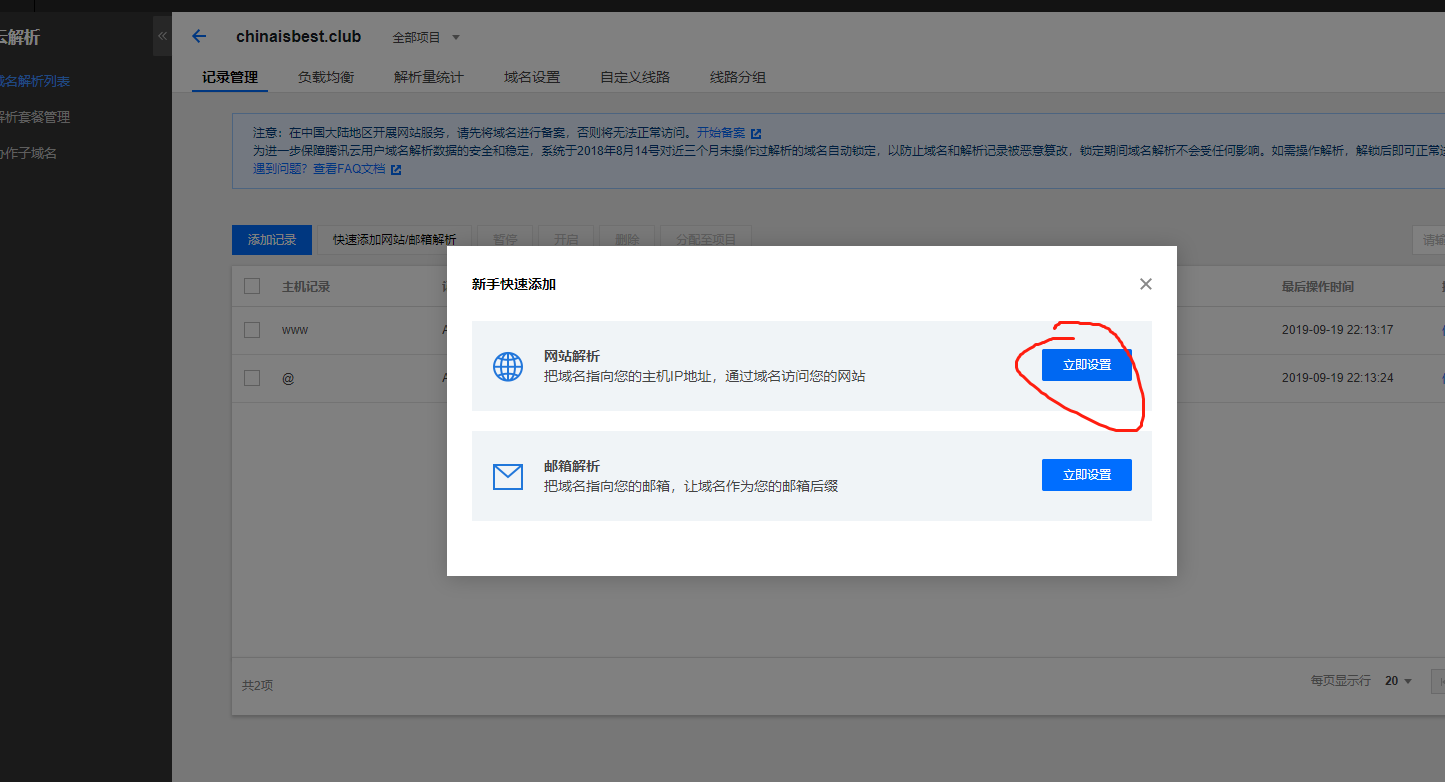 云解析
«
chinaisbest.club 全部项目
域名解析列表
解析套餐管理
协作子域名
记录管理 负载均衡 解析量统计 域名设置 自定义线路 线路分组
注意：在中国大陆地区开展网站服务，请先将域名进行备案，否则将无法正常访问。开始备案
为进一步保障腾讯云用户域名解析数据的安全和稳定，系统于2018年8月14号对近三个月未操作过解析的域名自动锁定，以防止域名和解析记录被恶意篡改，锁定期间域名解析不会受任何影响。如需操作解析，解锁后即可正常
遇到问题？查看FAQ文档
添加记录 快速添加网站/邮箱解析 暂停 开启 删除 分配至项目 请输
主机记录 最后操作时间
www 2019-09-19 22:13:17
@ 2019-09-19 22:13:24
新手快速添加
网站解析
把域名指向您的主机IP地址，通过域名访问您的网站
立即设置
邮箱解析
把域名指向您的邮箱，让域名作为您的邮箱后缀
立即设置
共2项 每页显示行 20